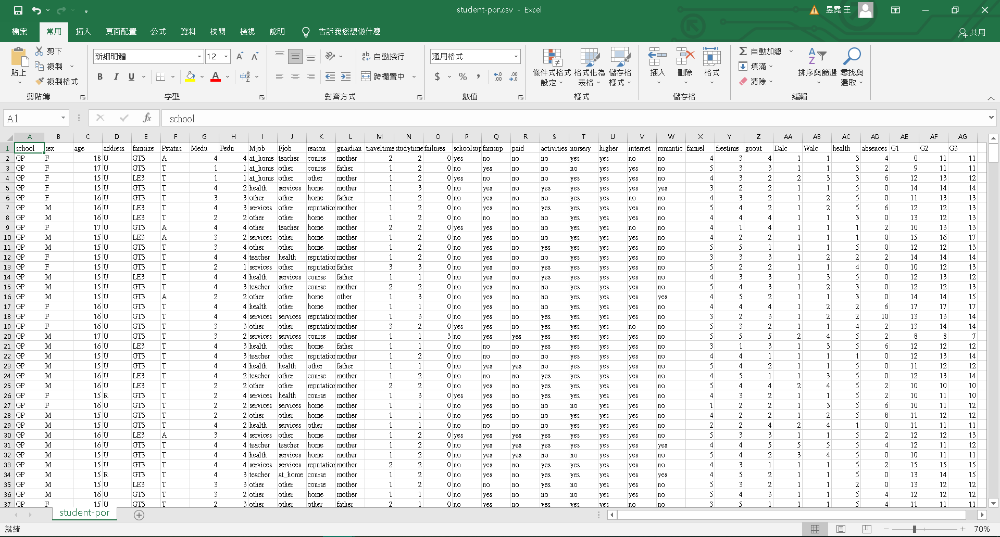 student-por.csv - Excel
昱堯 王
檔案 常用 插入 頁面配置 公式 資料 校閱 檢視 說明 告訴我您想做什麼 共用
貼上 剪下 複製 複製格式 剪貼簿
新細明體 12 B I U A 字型
自動換行 跨欄置中 對齊方式
通用格式 $ % 數值
條件式格式設定 格式化為表格 儲存格樣式 樣式
插入 刪除 格式 儲存格
自動加總 填滿 清除 排序與篩選 尋找與選取 編輯
A1 fx school
A B C D E F G H I J K L M N O P Q R S T U V W X Y Z AA AB AC AD AE AF AG
1 school sex age address famsize Pstatus Medu Fedu Mjob Fjob reason guardian traveltime studytime failures schoolsup famsup paid activities nursery higher internet romantic famrel freetime goout Dalc Walc health absences G1 G2 G3
2 GP F 18 U GT3 A 4 4 at_home teacher course mother 2 2 0 yes no no no yes yes no no 4 3 4 1 1 3 4 0 11 11
3 GP F 17 U GT3 T 1 1 at_home other course father 1 2 0 no yes no no no yes yes no 5 3 3 1 1 3 2 9 11 11
4 GP F 15 U LE3 T 1 1 at_home other other mother 1 2 0 yes no no no yes yes yes no 4 3 2 2 3 3 6 12 13 12
5 GP F 15 U GT3 T 4 2 health services home mother 1 3 0 no yes no yes yes yes yes yes 3 2 2 1 1 5 0 14 14 14
6 GP F 16 U GT3 T 3 3 other other home father 1 2 0 no yes no no yes yes no no 4 3 2 1 2 5 0 11 13 13
7 GP M 16 U LE3 T 4 3 services other reputation mother 1 2 0 no yes no yes yes yes yes no 5 4 2 1 2 5 6 12 12 13
8 GP M 16 U LE3 T 2 2 other other home mother 1 2 0 no no no no yes yes yes no 4 4 4 1 1 3 0 13 12 13
9 GP F 17 U GT3 A 4 4 other teacher home mother 2 2 0 yes yes no no yes yes no no 4 1 4 1 1 1 2 10 13 13
10 GP M 15 U LE3 A 3 2 services other home mother 1 2 0 no yes no no yes yes yes no 4 2 2 1 1 1 0 15 16 17
11 GP M 15 U GT3 T 3 4 other other home mother 1 2 0 no yes no yes yes yes yes no 5 5 1 1 1 5 0 12 12 13
12 GP F 15 U GT3 T 4 4 teacher health reputation mother 1 2 0 no yes no no yes yes yes no 3 3 3 1 2 2 2 14 14 14
13 GP F 15 U GT3 T 2 1 services other reputation father 3 3 0 no yes no yes yes yes yes no 5 2 2 1 1 4 0 10 12 13
14 GP M 15 U LE3 T 4 4 health services course father 1 1 0 no yes no yes yes yes yes no 4 3 3 1 3 5 0 12 13 12
15 GP M 15 U GT3 T 4 3 teacher other course mother 2 2 0 no yes no no yes yes yes no 5 4 3 1 2 3 0 12 12 13
16 GP M 15 U GT3 A 2 2 other other home other 1 3 0 no yes no no yes yes yes yes 4 5 2 1 1 3 0 14 14 15
17 GP F 16 U GT3 T 4 4 health other home mother 1 1 0 no yes no no yes yes yes no 4 4 4 1 2 2 6 17 17 17
18 GP F 16 U GT3 T 4 4 services services reputation mother 1 3 0 no yes no yes yes yes yes no 3 2 3 1 2 2 10 13 13 14
19 GP F 16 U GT3 T 3 3 other other reputation mother 3 2 0 yes yes no yes yes yes no no 5 3 2 1 1 4 2 13 14 14
20 GP M 17 U GT3 T 3 2 services services course mother 1 1 3 no yes yes yes yes yes yes no 5 5 5 2 4 5 2 8 8 7
21 GP M 16 U LE3 T 4 3 health other home father 1 1 0 no no no yes yes yes yes no 3 1 3 1 3 5 6 12 12 12
22 GP M 15 U GT3 T 4 3 teacher other reputation mother 1 2 0 no no no no yes yes yes no 4 4 1 1 1 1 0 12 13 14
23 GP M 15 U GT3 T 4 4 health health other father 1 1 0 no yes yes no yes yes yes no 5 4 2 1 1 5 0 11 12 12
24 GP M 16 U LE3 T 4 2 teacher other course mother 1 2 0 no no no yes yes yes yes no 4 5 1 1 3 5 0 12 13 14
25 GP M 16 U LE3 T 2 2 other other reputation mother 2 2 0 no yes no yes yes yes yes no 5 4 4 2 4 5 2 10 10 10
26 GP F 15 R GT3 T 2 4 services health course mother 1 3 0 yes yes no yes yes yes yes no 4 3 2 1 1 5 2 10 11 10
27 GP F 16 U GT3 T 2 2 services services home mother 1 1 0 no yes no no no yes yes no 1 2 2 1 3 5 6 10 11 12
28 GP M 15 U GT3 T 2 2 other other home mother 1 1 0 no yes no no yes yes yes no 4 2 2 1 2 5 8 11 12 12
29 GP M 15 U GT3 T 4 2 health services other mother 1 1 0 no no no no yes yes yes no 2 2 4 2 4 1 0 11 11 11
30 GP M 16 U LE3 A 3 4 services other home mother 1 2 0 yes yes no yes yes yes yes no 5 3 3 1 1 5 2 12 12 13
31 GP M 16 U GT3 T 4 4 teacher teacher home mother 1 2 0 no yes yes yes yes yes yes yes 4 4 5 5 5 5 4 12 11 12
32 GP M 15 U GT3 T 4 4 health services home mother 1 2 0 no yes yes no no yes yes no 5 4 2 3 4 5 0 10 11 11
33 GP M 15 U GT3 T 4 4 services services reputation mother 2 2 0 no yes no yes yes yes yes no 4 3 1 1 1 5 2 15 15 15
34 GP M 15 R GT3 T 4 3 teacher at_home course mother 1 2 0 no yes no yes yes yes yes yes 4 5 2 1 1 5 0 13 14 15
35 GP M 15 U LE3 T 3 3 other other course mother 1 2 0 no no no yes no yes yes no 5 3 2 1 1 2 0 13 12 12
36 GP M 16 U GT3 T 3 2 other other home mother 1 1 0 no yes no no no yes yes no 5 4 3 1 1 5 4 12 12 12
37 GP F 15 U GT3 T 2 3 other other other father 2 1 0 no yes no yes yes yes no no 3 5 1 1 1 5 4 11 11 11
student-por
就緒 70%